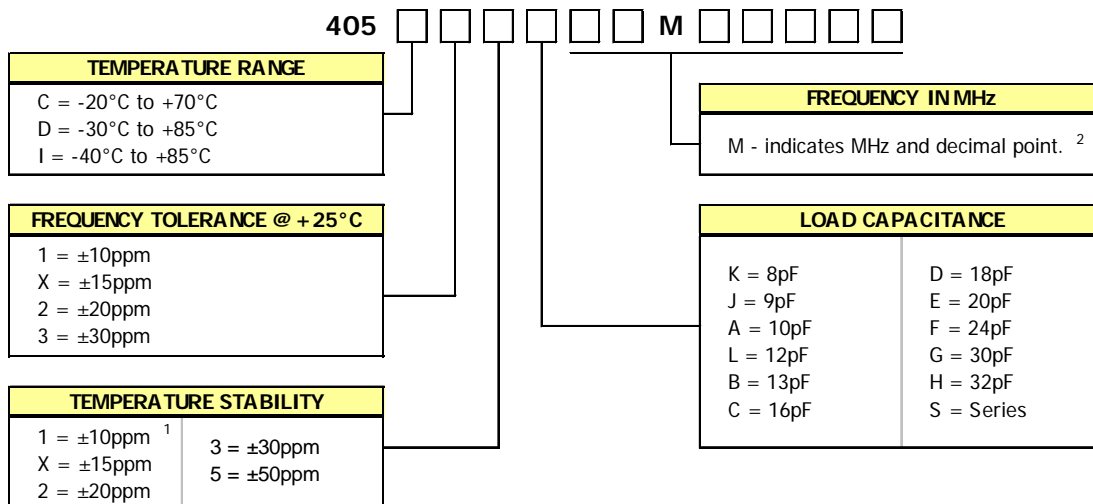 405 M
TEMPERATURE RANGE
C = -20°C to +70°C
D = -30°C to +85°C
I = -40°C to +85°C
FREQUENCY TOLERANCE @ +25°C
1 = ±10ppm
X = ±15ppm
2 = ±20ppm
3 = ±30ppm
TEMPERATURE STABILITY
1 = ±10ppm 1
X = ±15ppm
2 = ±20ppm
3 = ±30ppm
5 = ±50ppm
FREQUENCY IN MHz
M - indicates MHz and decimal point. 2
LOAD CAPACITANCE
K = 8pF
J = 9pF
A = 10pF
L = 12pF
B = 13pF
C = 16pF
D = 18pF
E = 20pF
F = 24pF
G = 30pF
H = 32pF
S = Series